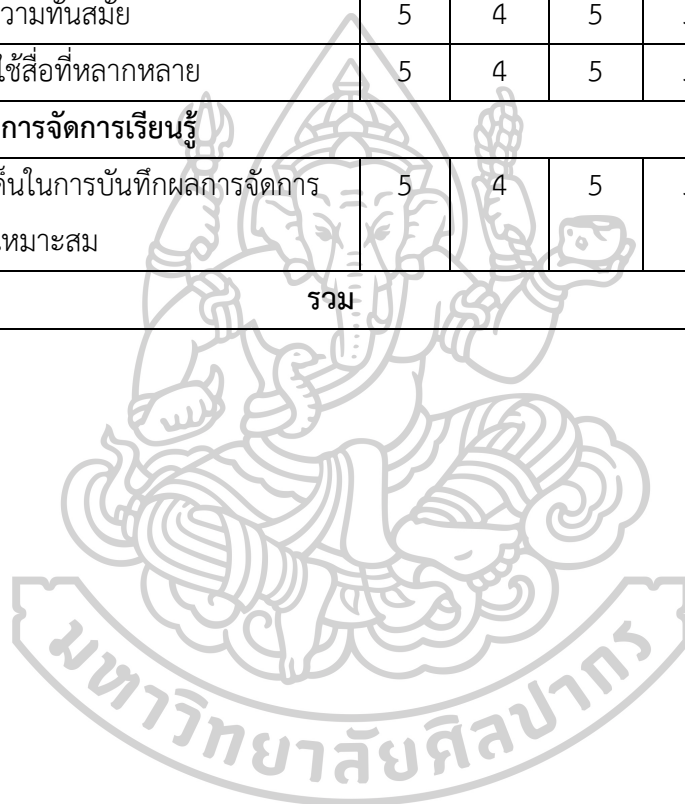 วามทันสมัย 5 4 5
ใช้สื่อที่หลากหลาย 5 4 5
การจัดการเรียนรู้
ด็นในการบันทึกผลการจัดการ 5 4 5
เหมาะสม
รวม
มหาวิทยาลัยศิลปากร